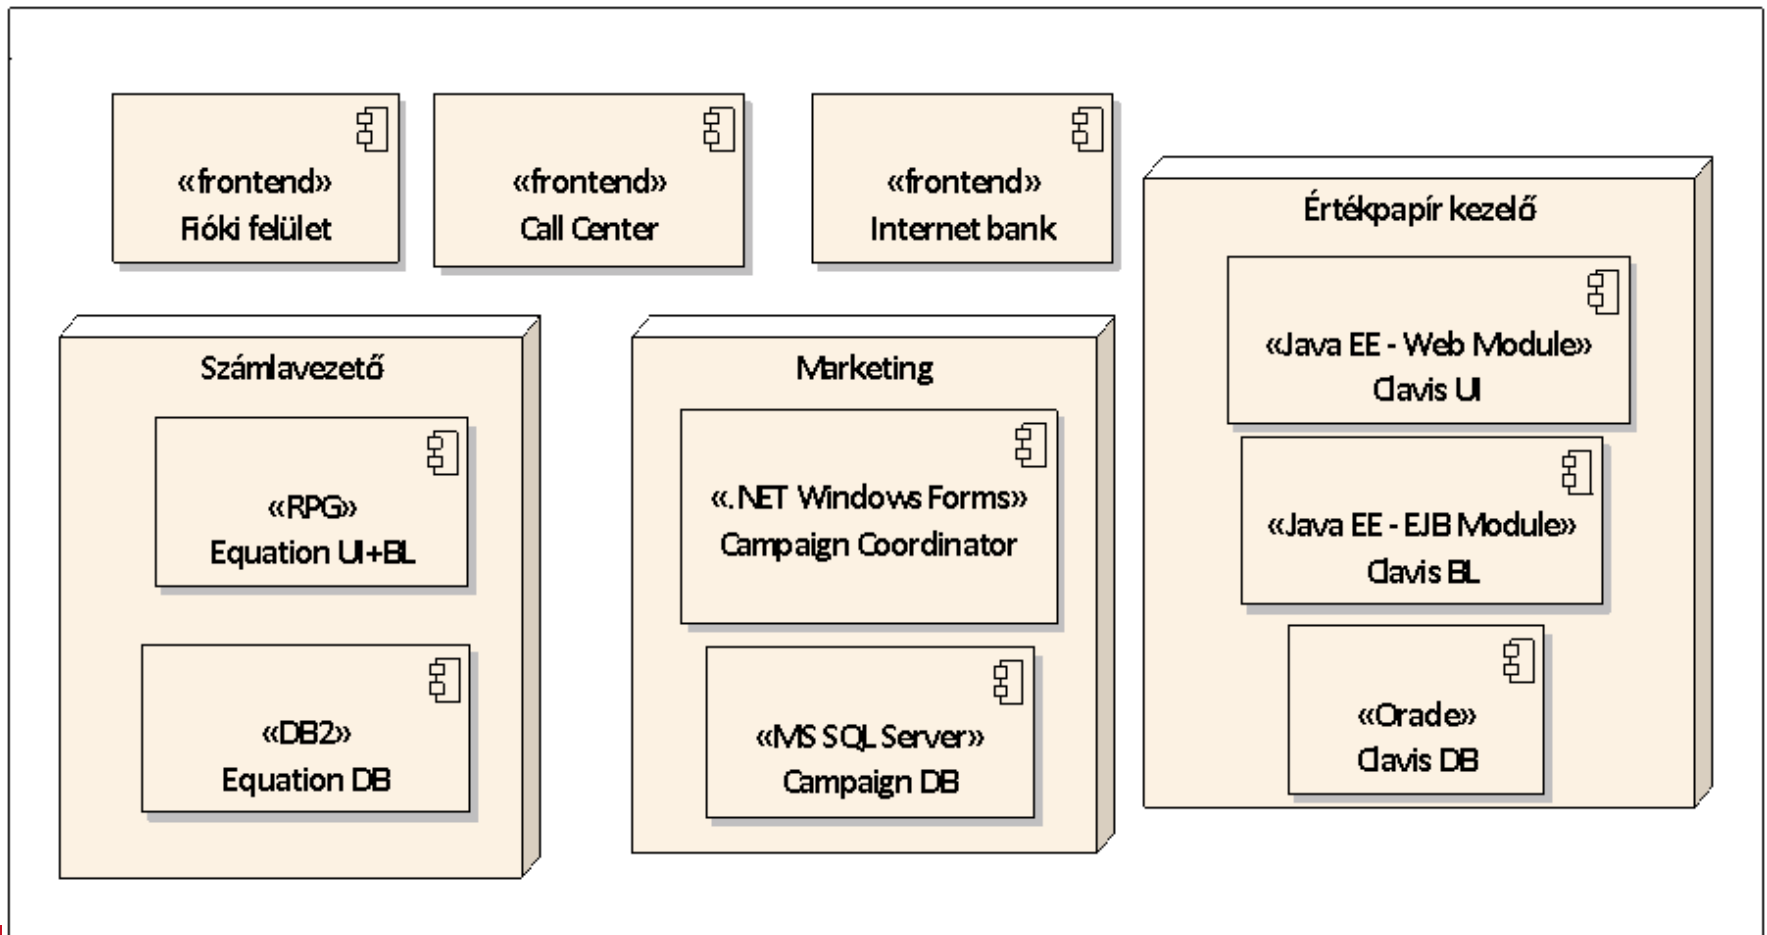 «frontend»
Fióki felület
«frontend»
Call Center
«frontend»
Internet bank
Értékpapír kezelő
«Java EE - Web Module»
Clavis UI
«Java EE - EJB Module»
Clavis BL
«Oracle»
Clavis DB
Számlavezető
«RPG»
Equation UI+BL
«DB2»
Equation DB
Marketing
«.NET Windows Forms»
Campaign Coordinator
«MS SQL Server»
Campaign DB